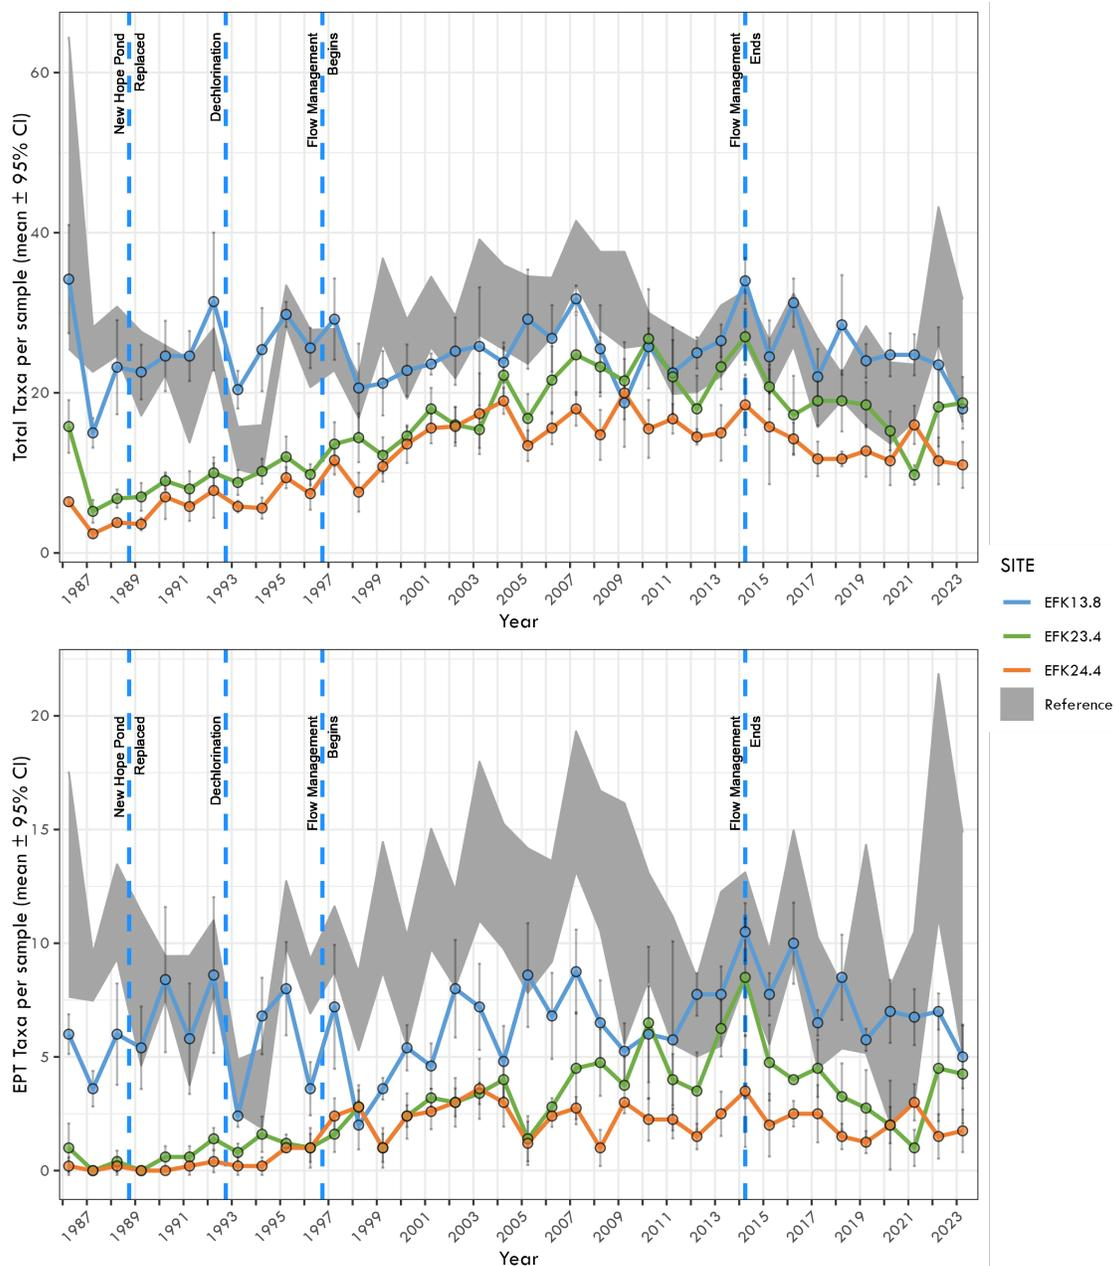 Total Taxa per sample (mean ± 95% CI)
60
40
20
0
New Hope Pond
Replaced
Dechlorination
Flow Management
Begins
Flow Management
Ends
1987
1989
1991
1993
1995
1997
1999
2001
2003
2005
2007
2009
2011
2013
2015
2017
2019
2021
2023
Year
SITE
EFK13.8
EFK23.4
EFK24.4
Reference
EPT Taxa per sample (mean ± 95% CI)
20
15
10
5
0
New Hope Pond
Replaced
Dechlorination
Flow Management
Begins
Flow Management
Ends
1987
1989
1991
1993
1995
1997
1999
2001
2003
2005
2007
2009
2011
2013
2015
2017
2019
2021
2023
Year